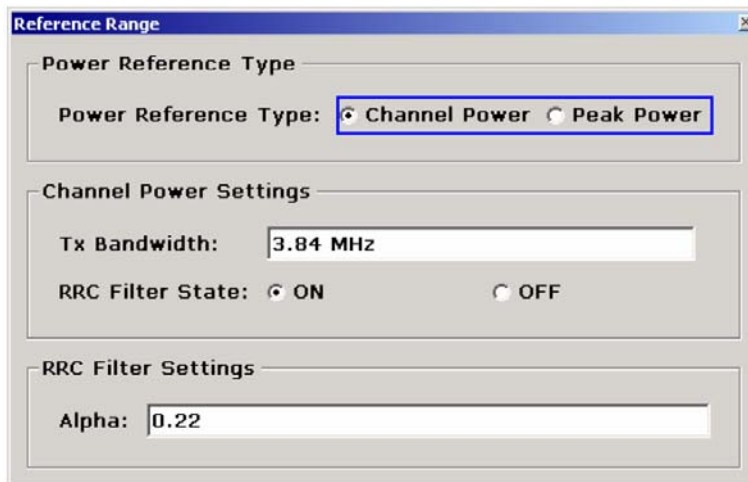 Reference Range
Power Reference Type
Power Reference Type: Channel Power Peak Power
Channel Power Settings
Tx Bandwidth: 3.84 MHz
RRC Filter State: ON OFF
RRC Filter Settings
Alpha: 0.22